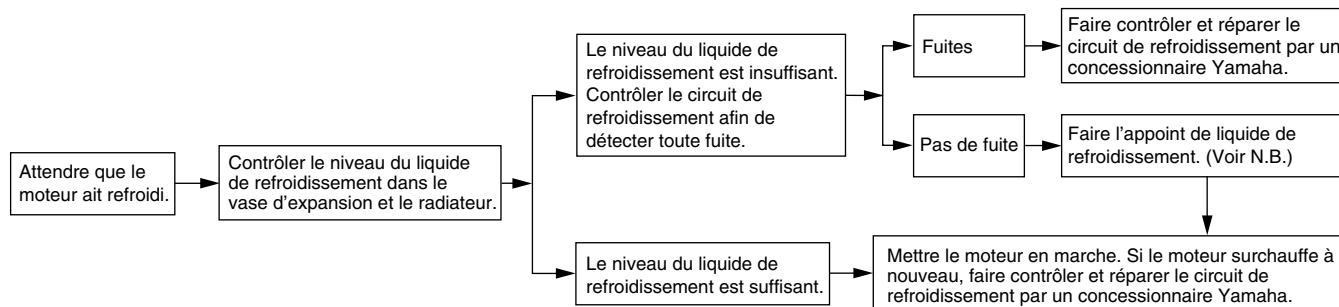 Attendre que le
moteur ait refroidi.
Contrôler le niveau du liquide
de refroidissement dans le
vase d'expansion et le radiateur.
Le niveau du liquide de
refroidissement est insuffisant.
Contrôler le circuit de
refroidissement afin de
détecter toute fuite.
Fuites
Faire contrôler et réparer le
circuit de refroidissement par un
concessionnaire Yamaha.
Pas de fuite
Faire l'appoint de liquide de
refroidissement. (Voir N.B.)
Le niveau du liquide de
refroidissement est suffisant.
Mettre le moteur en marche. Si le moteur surchauffe à
nouveau, faire contrôler et réparer le circuit de
refroidissement par un concessionnaire Yamaha.